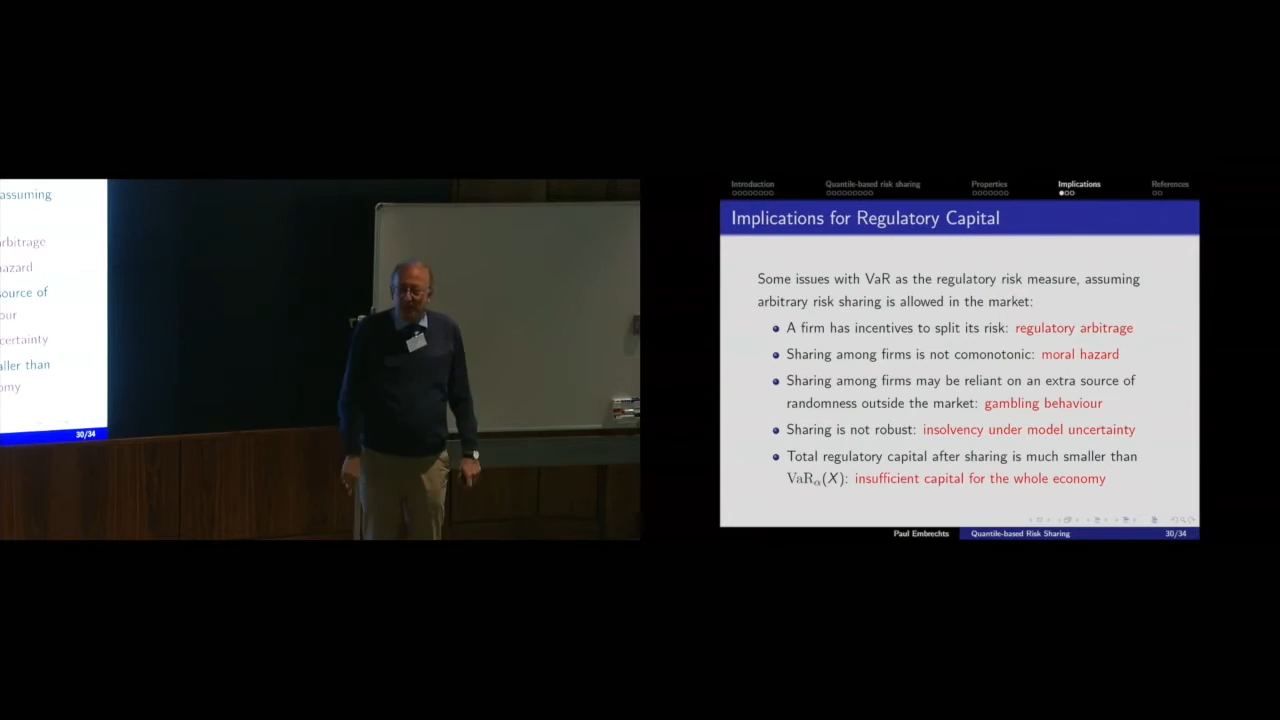 assuming
arbitrage
hazard
source of
our
certainty
aller than
omy
30/34
Introduction
Quantile-based risk sharing
Properties
Implications
References
Implications for Regulatory Capital
Some issues with VaR as the regulatory risk measure, assuming
arbitrary risk sharing is allowed in the market:
A firm has incentives to split its risk: regulatory arbitrage
Sharing among firms is not comonotonic: moral hazard
Sharing among firms may be reliant on an extra source of
randomness outside the market: gambling behaviour
Sharing is not robust: insolvency under model uncertainty
Total regulatory capital after sharing is much smaller than
VaRα(X): insufficient capital for the whole economy
Paul Embrechts
Quantile-based Risk Sharing
30/34